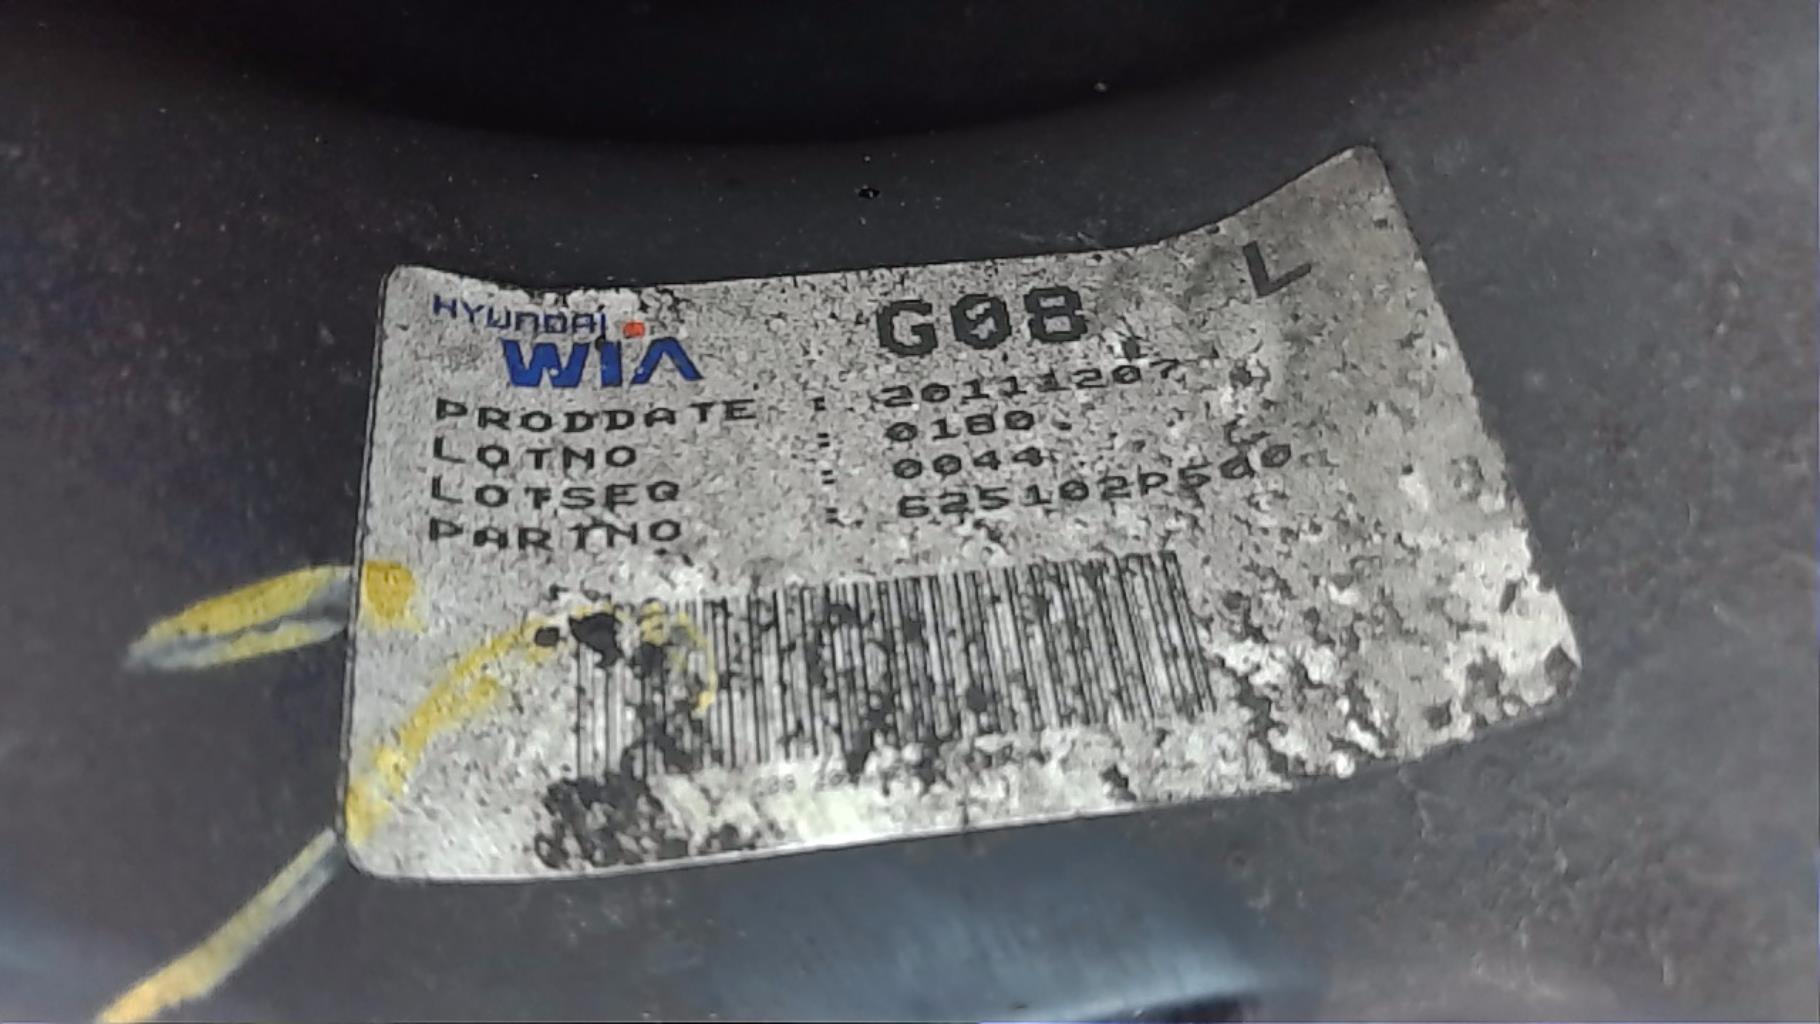 HYUNDAI
WIA
G08 L
PRODDATE : 20111207
LOTNO : 0180
LOTSEQ : 0044
PARTNO : 625102P500